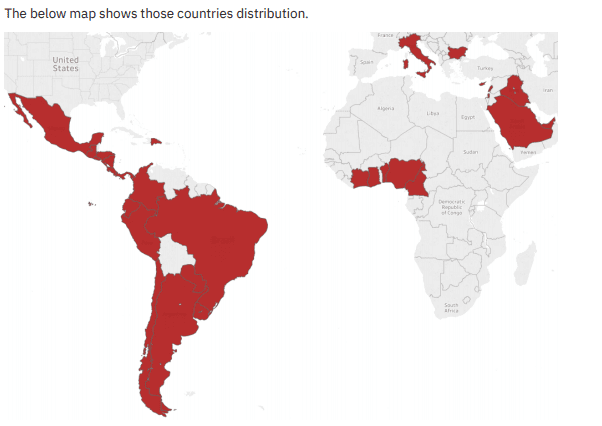 The below map shows those countries distribution.
United
States
France
Spain
Turkey
Iran
Algeria
Libya
Egypt
Sudan
Yemen
Democratic
Republic
of Congo
South
Africa